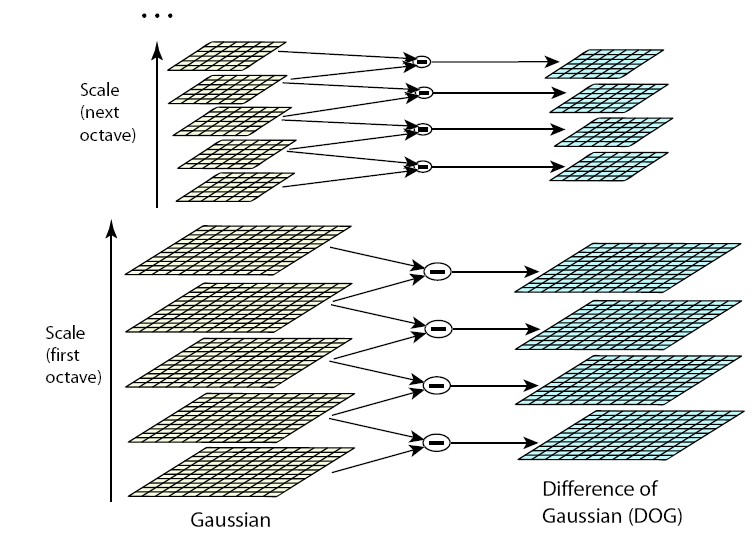 ...
Scale
(next
octave)
Scale
(first
octave)
Gaussian
Difference of
Gaussian (DOG)